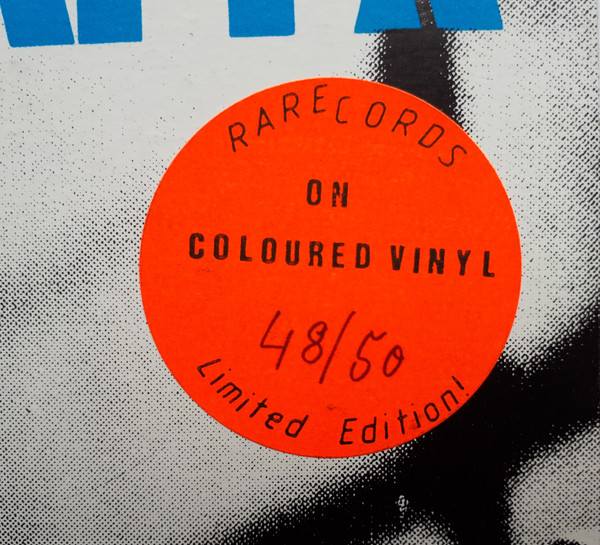 RARECORDS
ON
COLOURED VINYL
48/50
Limited Edition!